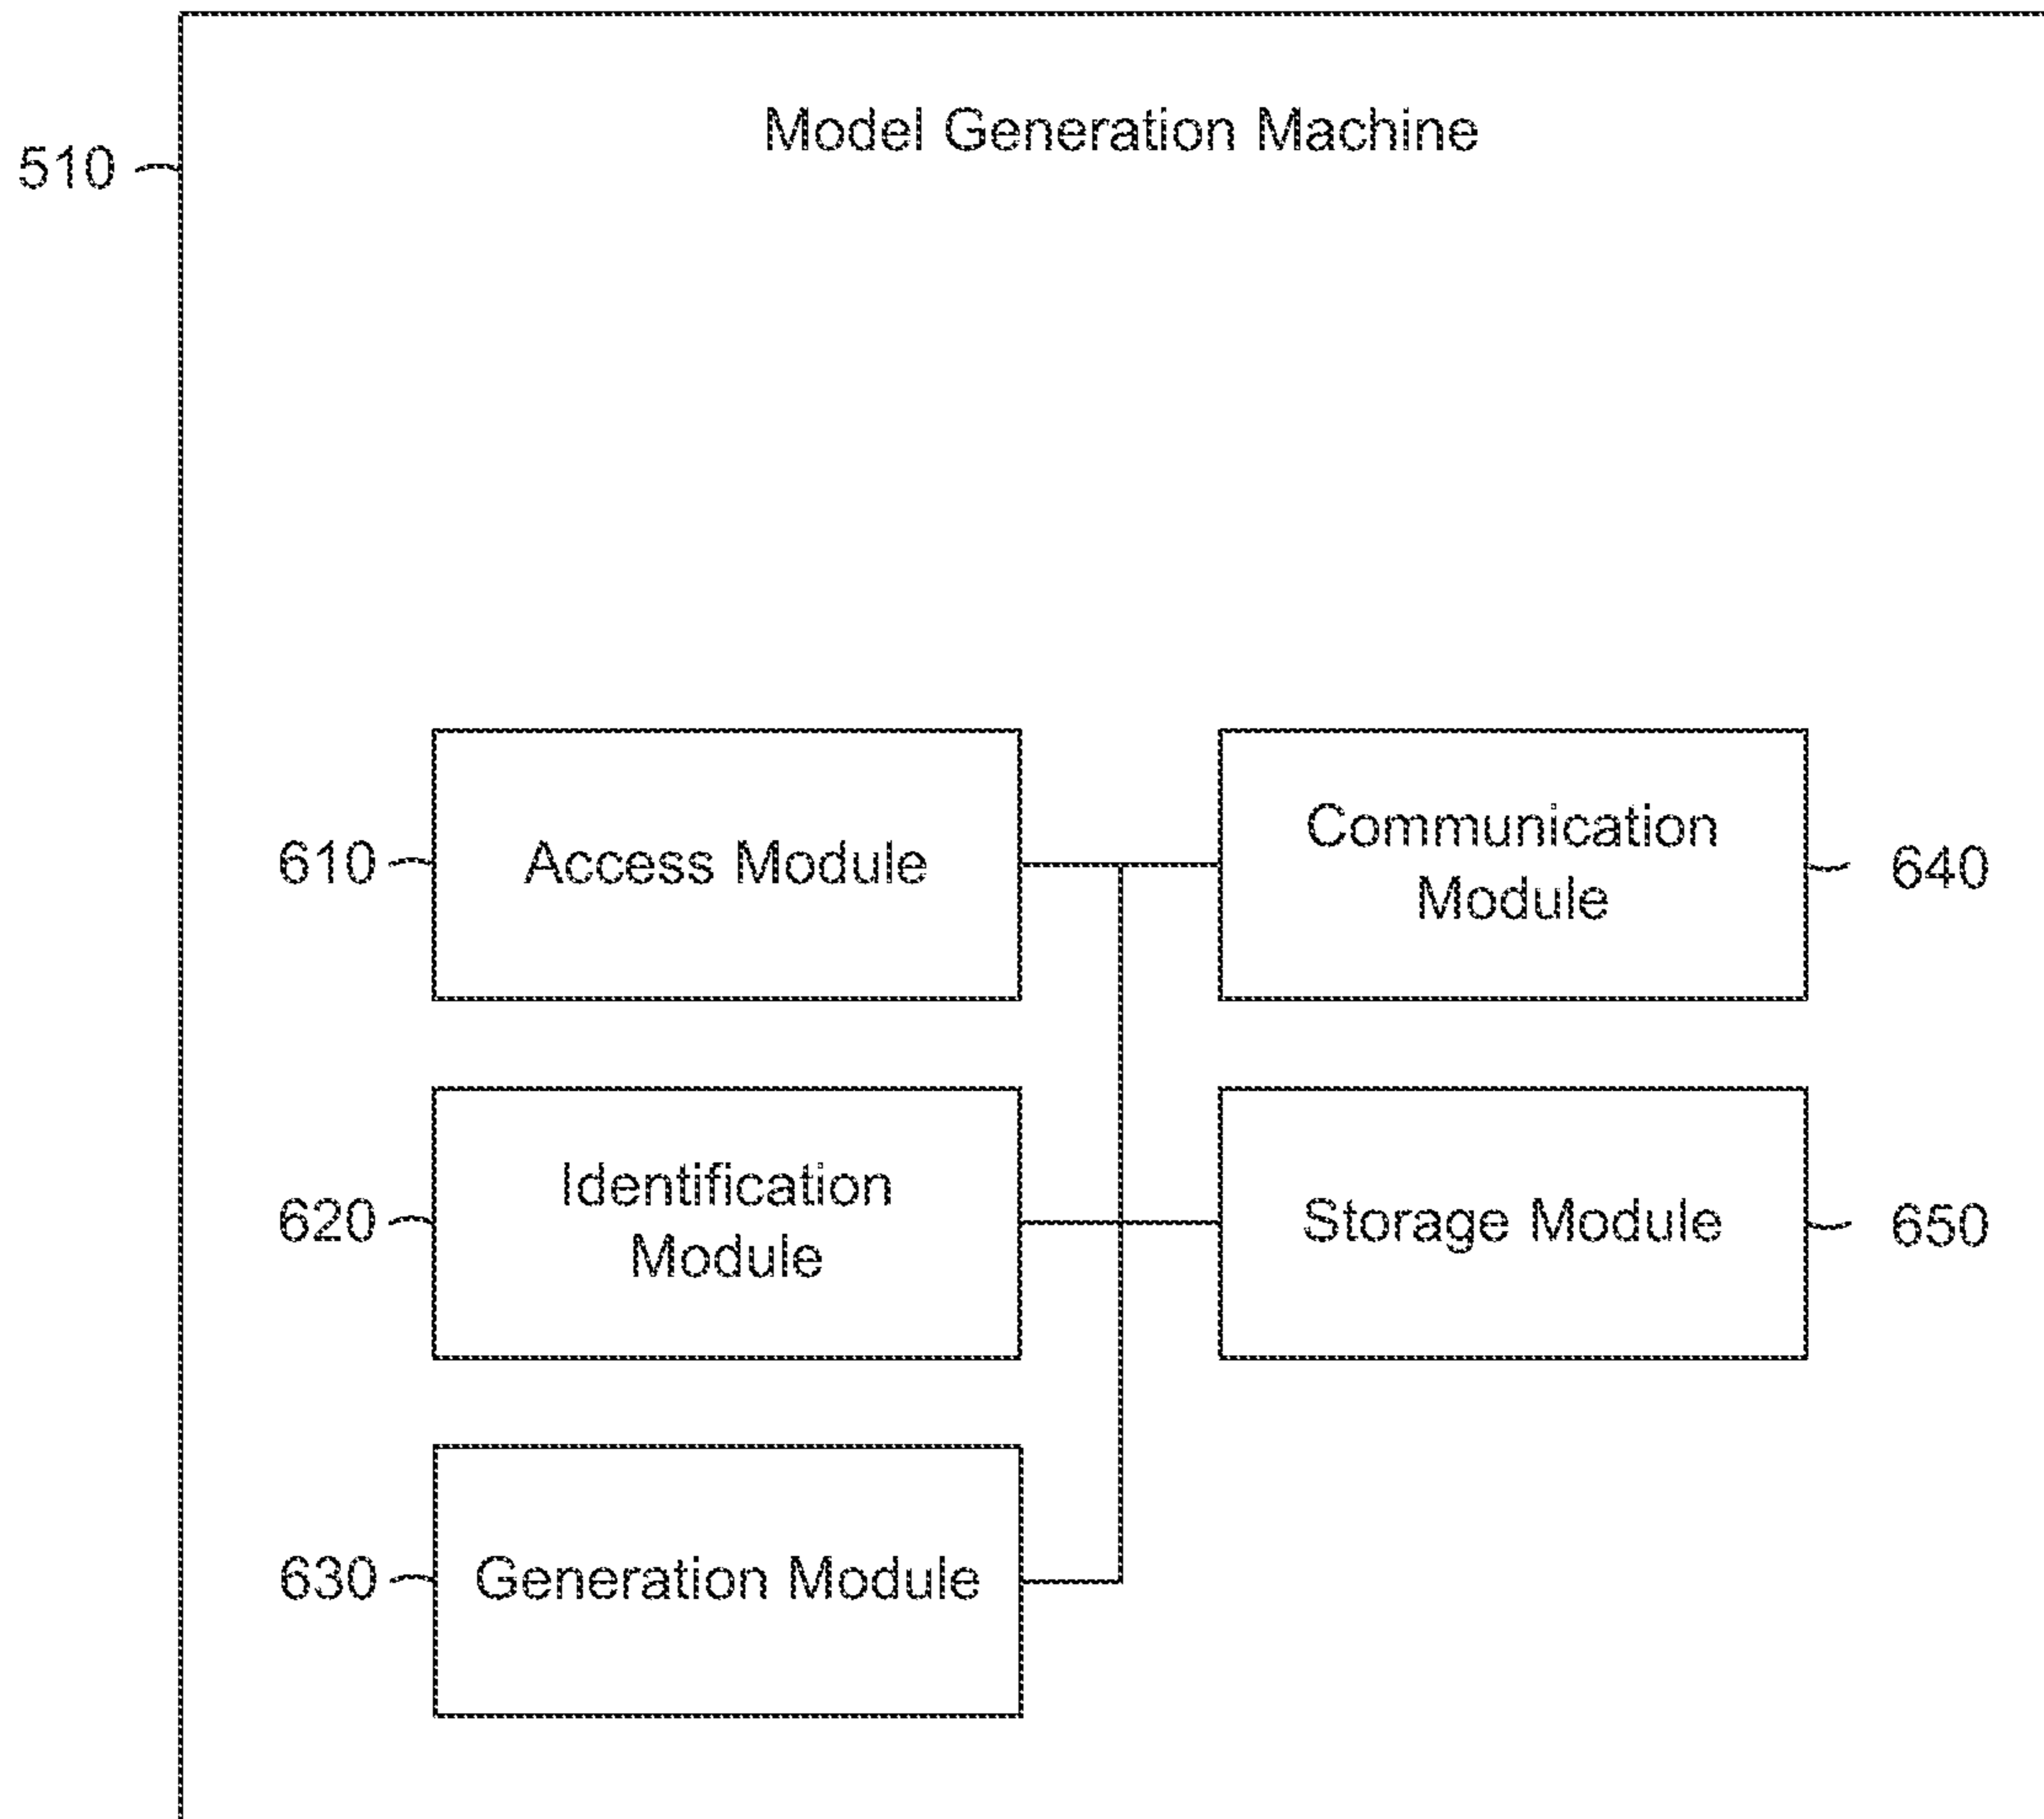 Model Generation Machine
510
610
Access Module
Communication
Module
640
620
Identification
Module
Storage Module
650
630
Generation Module